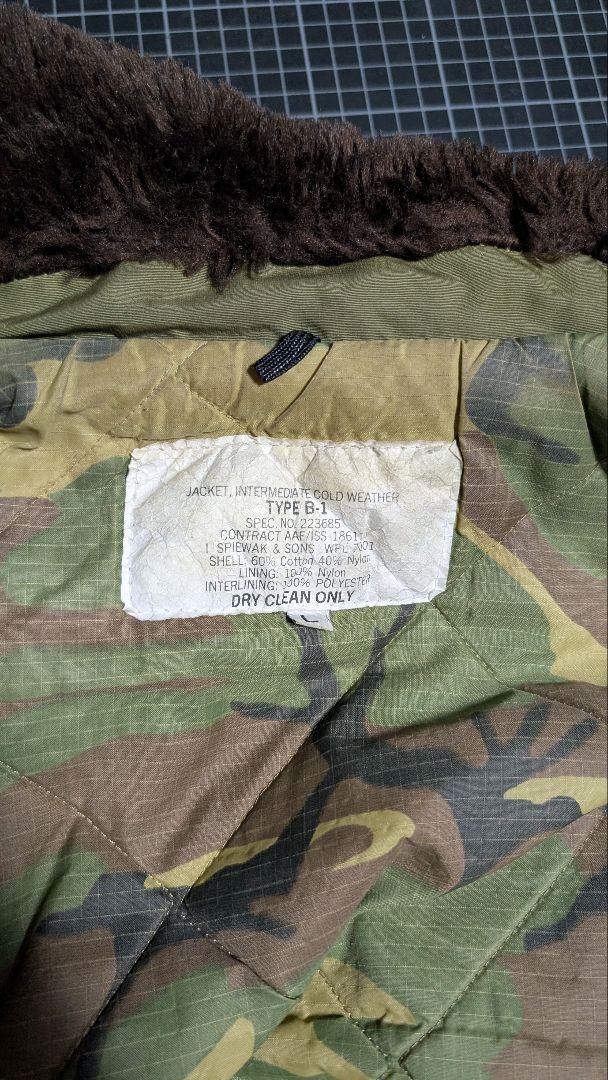 JACKET, INTERMEDIATE COLD WEATHER
TYPE B-1
SPEC. NO. 223685
CONTRACT AAF/ISS 1861
I SPIEWAK & SONS WPL 7001
SHELL: 60% Cotton 40% Nylon
LINING: 100% Nylon
INTERLINING: 100% POLYESTER
DRY CLEAN ONLY
L